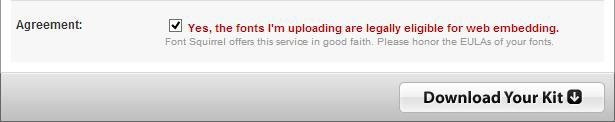 Agreement:
Yes, the fonts I'm uploading are legally eligible for web embedding.
Font Squirrel offers this service in good faith. Please honor the EULAs of your fonts.
Download Your Kit